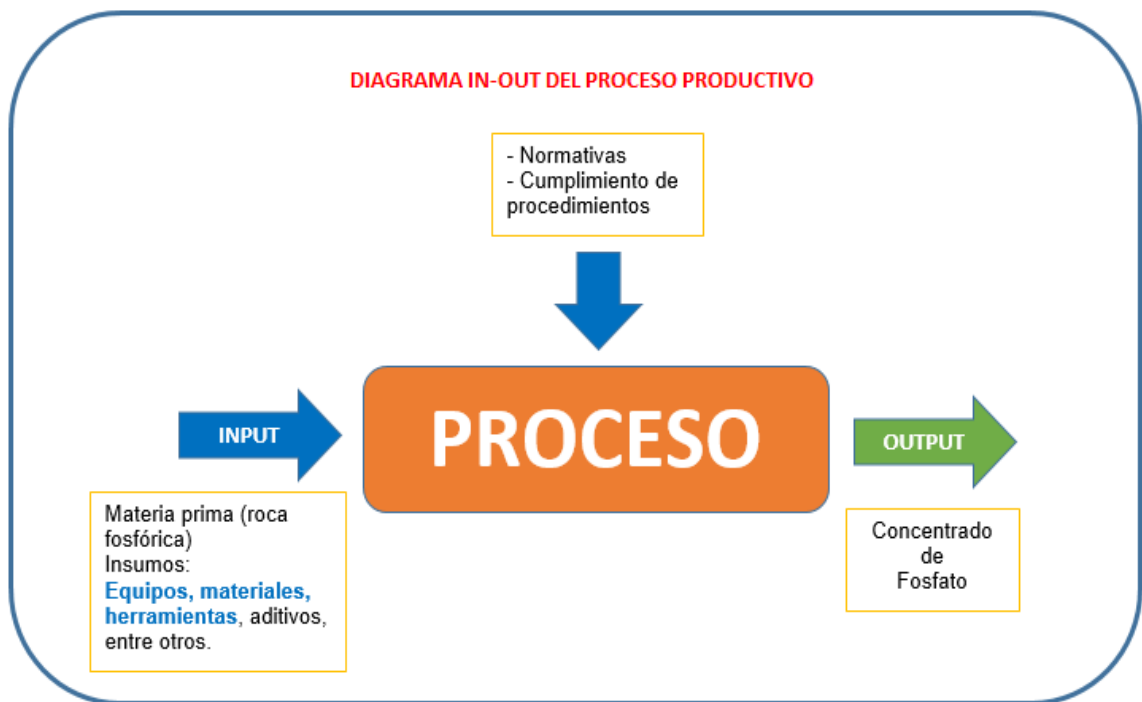 DIAGRAMA IN-OUT DEL PROCESO PRODUCTIVO
- Normativas
- Cumplimiento de
procedimientos
INPUT
PROCESO
OUTPUT
Materia prima (roca
fosfórica)
Insumos:
Equipos, materiales,
herramientas, aditivos,
entre otros.
Concentrado
de
Fosfato